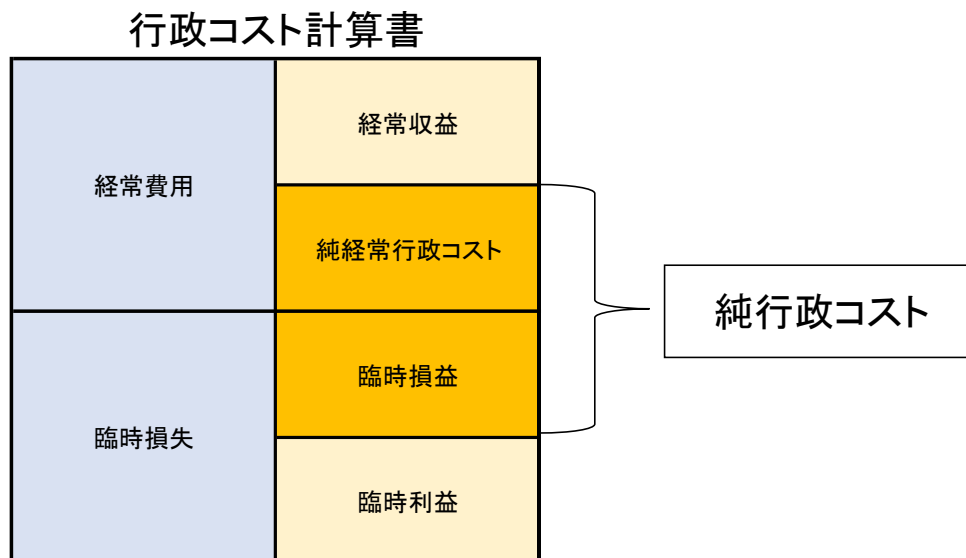 行政コスト計算書
経常費用
経常収益
純経常行政コスト
臨時損失
臨時損益
臨時利益
純行政コスト